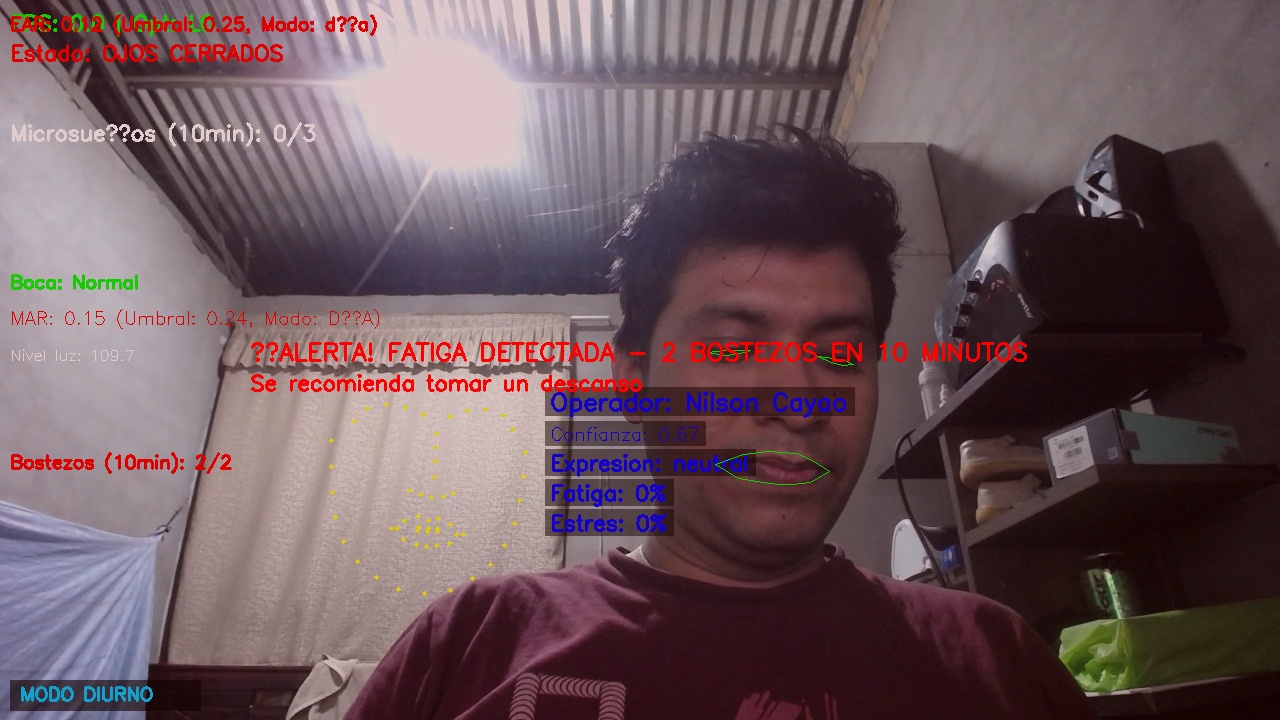 EAR: 0.12 (Umbral: 0.25, Modo: d??a)
Estado: OJOS CERRADOS
Microsue??os (10min): 0/3
Boca: Normal
MAR: 0.15 (Umbral: 0.24, Modo: D??A)
Nivel luz: 109.7
??ALERTA! FATIGA DETECTADA - 2 BOSTEZOS EN 10 MINUTOS
Se recomienda tomar un descanso
Operador: Nilson Cayao
Confianza: 0.67
Expresion: neutral
Bostezos (10min): 2/2
Fatiga: 0%
Estres: 0%
MODO DIURNO